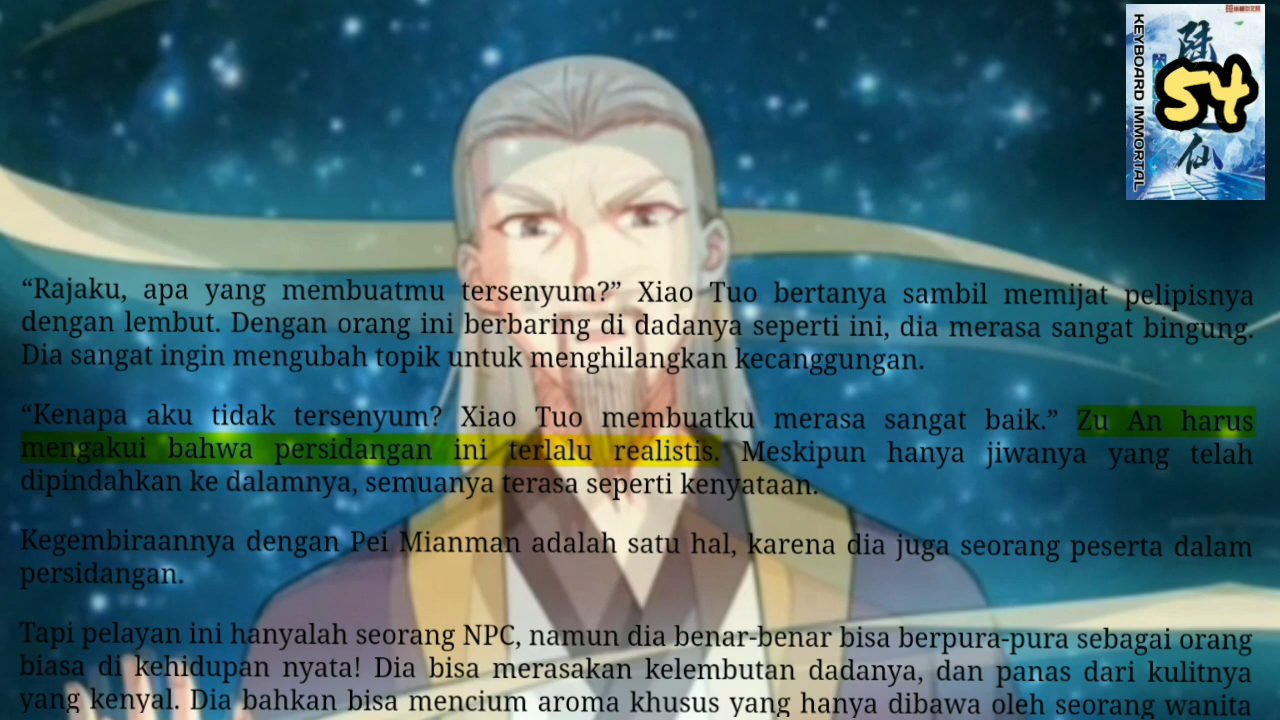 “Rajaku, apa yang membuatmu tersenyum?” Xiao Tuo bertanya sambil memijat pelipisnya
dengan lembut. Dengan orang ini berbaring di dadanya seperti ini, dia merasa sangat bingung.
Dia sangat ingin mengubah topik untuk menghilangkan kecanggungan.
“Kenapa aku tidak tersenyum? Xiao Tuo membuatku merasa sangat baik.” Zu An harus
mengakui bahwa persidangan ini terlalu realistis. Meskipun hanya jiwanya yang telah
dipindahkan ke dalamnya, semuanya terasa seperti kenyataan.
Kegembiraannya dengan Pei Mianman adalah satu hal, karena dia juga seorang peserta dalam
persidangan.
Tapi pelayan ini hanyalah seorang NPC, namun dia benar-benar bisa berpura-pura sebagai orang
biasa di kehidupan nyata! Dia bisa merasakan kelembutan dadanya, dan panas dari kulitnya
yang kenyal. Dia bahkan bisa mencium aroma khusus yang hanya dibawa oleh seorang wanita
KEYBOARD IMMORTAL
陆
仙
54